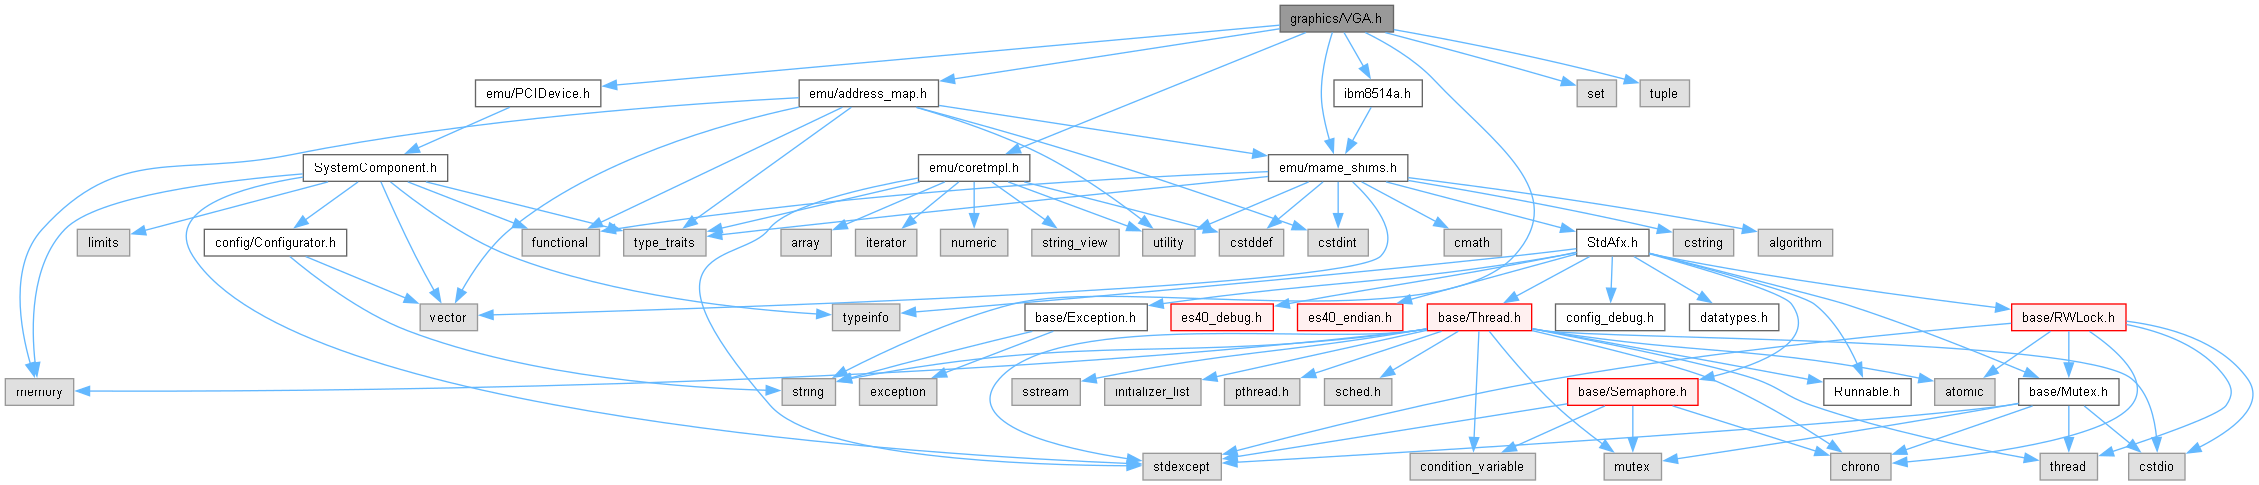 graphics/VGA.h
emu/PCIDevice.h
emu/address_map.h
ibm8514a.h
set
tuple
SystemComponent.h
emu/coretmpl.h
emu/mame_shims.h
limits
config/Configurator.h
functional
type_traits
array
iterator
numeric
string_view
utility
cstddef
cstdint
cmath
StdAfx.h
cstring
algorithm
vector
typeinfo
base/Exception.h
es40_debug.h
es40_endian.h
base/Thread.h
config_debug.h
datatypes.h
base/RWLock.h
memory
string
exception
sstream
initializer_list
pthread.h
sched.h
base/Semaphore.h
Runnable.h
atomic
base/Mutex.h
stdexcept
condition_variable
mutex
chrono
thread
cstdio